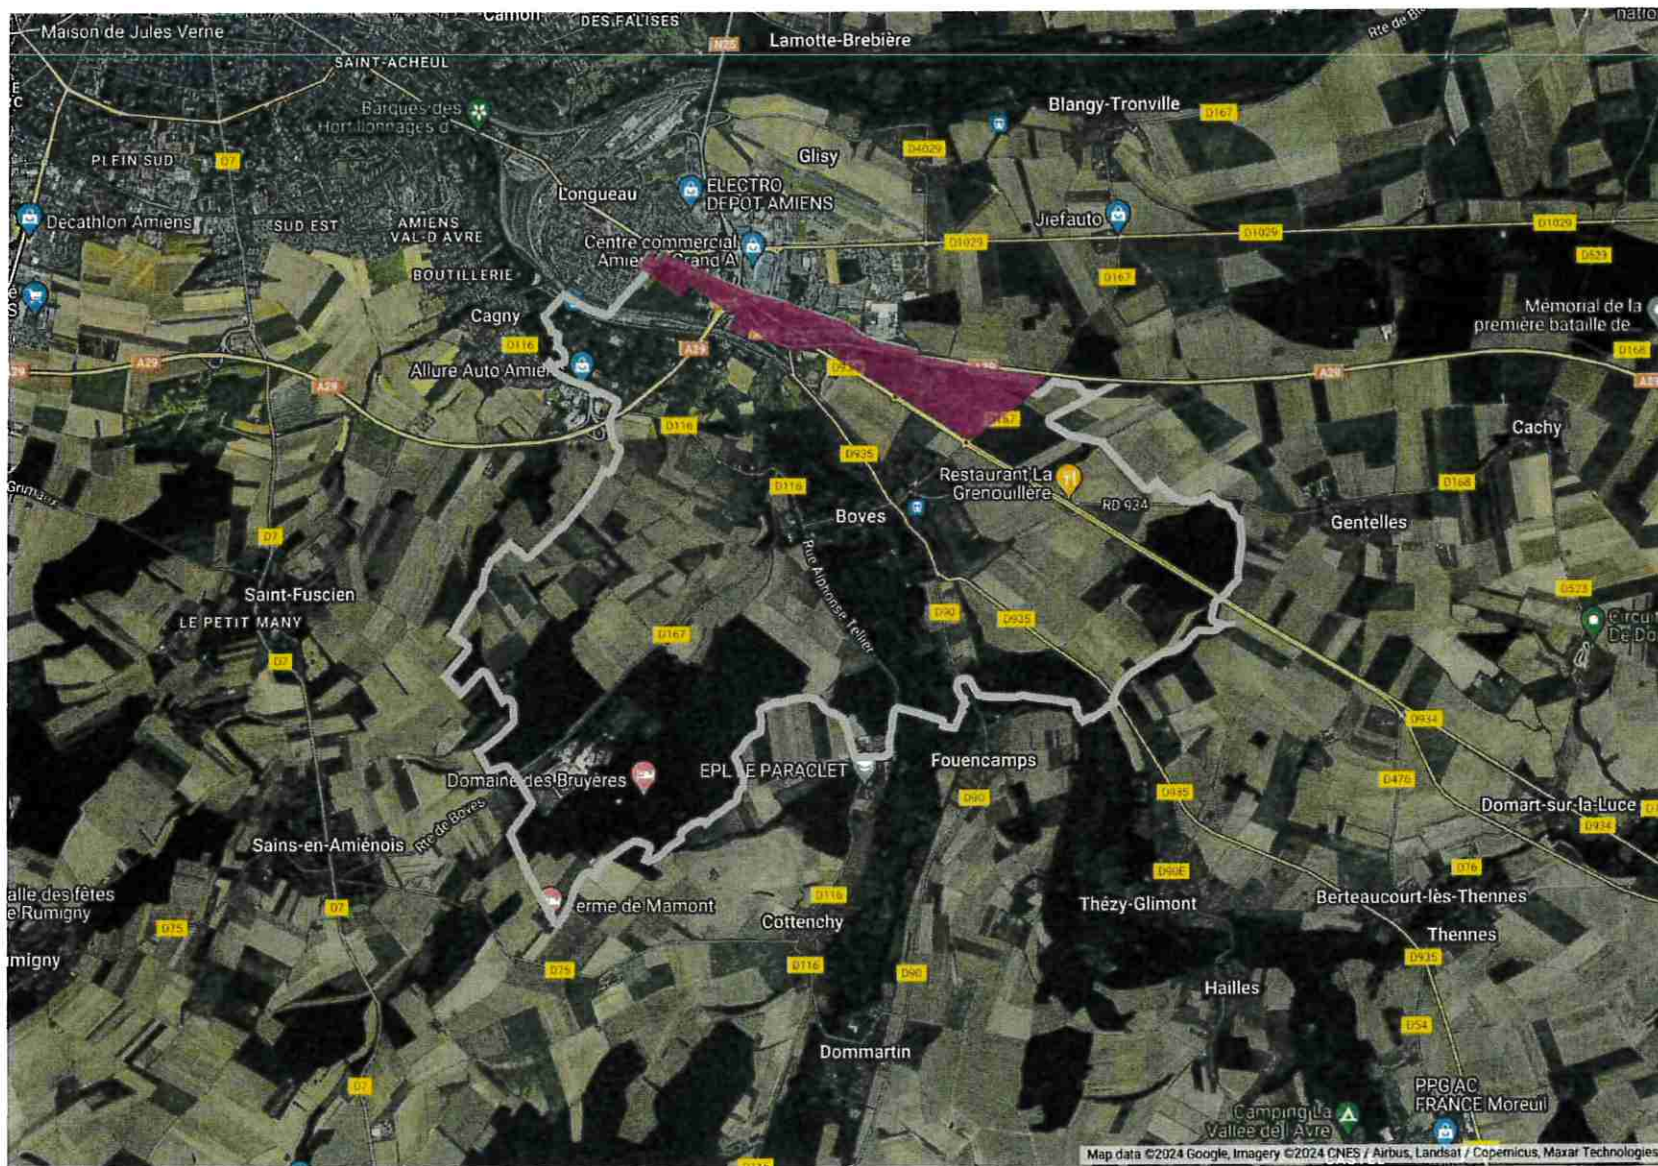 Camon
DES FALISES
Maison de Jules Verne
N25
Lamotte-Brebière
SAINT-ACHEUL
Barques des
Hortillonnages d'
Blangy-Tronville
D167
PLEIN SUD
D7
Glisy
D4029
Longueau
ELECTRO
DEPOT AMIENS
Jiefauto
Decathlon Amiens
SUD EST
AMIENS
VAL-D AVRE
Centre commercial
Amiens Grand A
D1029
D1029
D1029
D523
BOUTILLERIE
D167
Cagny
Mémorial de la
première bataille de
D116
D168
A29
A29
A29
A29
A29
Allure Auto Amiens
D116
Cachy
D935
Restaurant La
Grenouillère
D168
D116
RD 934
Boves
Gentelles
D7
Rue Alphonse Tellier
Saint-Fuscien
D523
LE PETIT MANY
D90
D935
D167
D7
D934
Domaine des Bruyères
EPL LE PARACLET
Fouencamps
D476
Rte de Boves
D90
D935
Domart-sur-la-Luce
D934
Sains-en-Amiénois
D76
D90E
D7
erme de Mamont
D116
Cottenchy
Thézy-Glimont
Berteaucourt-lès-Thennes
alle des fêtes
e Rumigny
D75
Thennes
D935
umigny
D75
D116
D90
Hailles
D54
Dommartin
D7
PPG AC
FRANCE Moreuil
Camping La
Vallée de l'Avre
Map data ©2024 Google, Imagery ©2024 CNES / Airbus, Landsat / Copernicus, Maxar Technologies